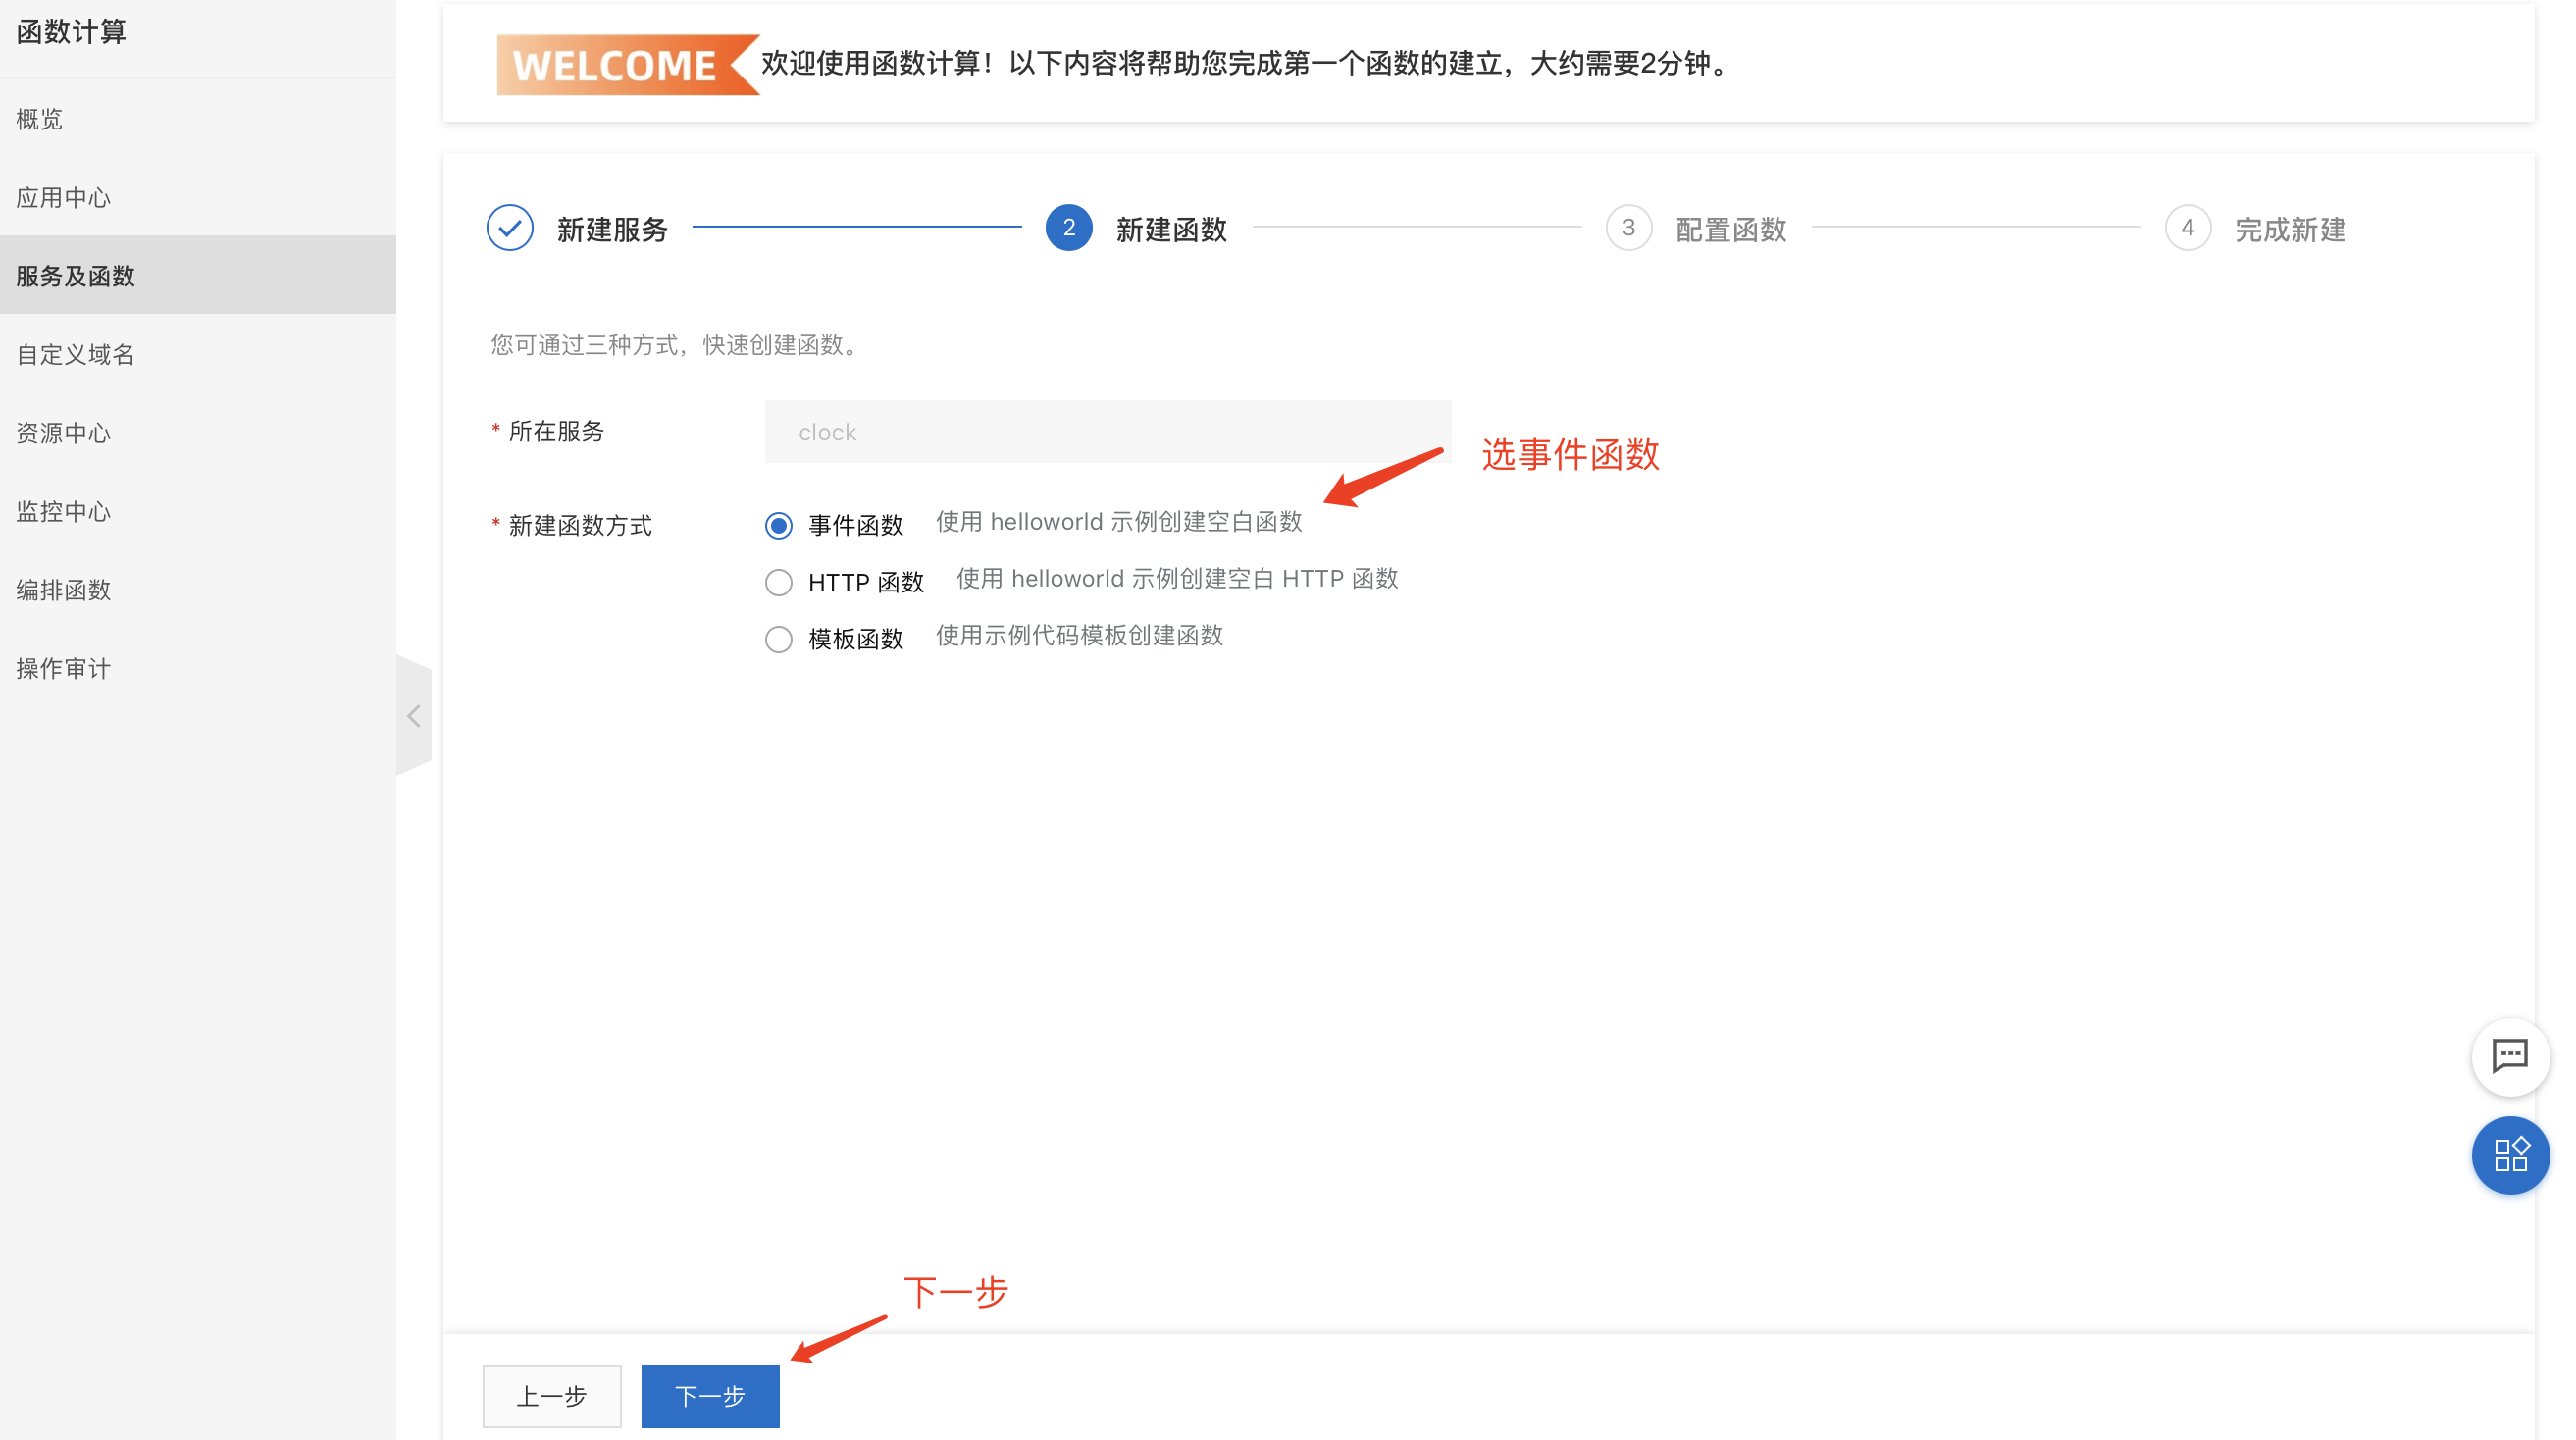 函数计算
概览
应用中心
服务及函数
自定义域名
资源中心
监控中心
编排函数
操作审计
WELCOME 欢迎使用函数计算！以下内容将帮助您完成第一个函数的建立，大约需要2分钟。
新建服务 2 新建函数 3 配置函数 4 完成新建
您可通过三种方式，快速创建函数。
* 所在服务 clock
选事件函数
* 新建函数方式 事件函数 使用 helloworld 示例创建空白函数
HTTP 函数 使用 helloworld 示例创建空白 HTTP 函数
模板函数 使用示例代码模板创建函数
下一步
上一步 下一步